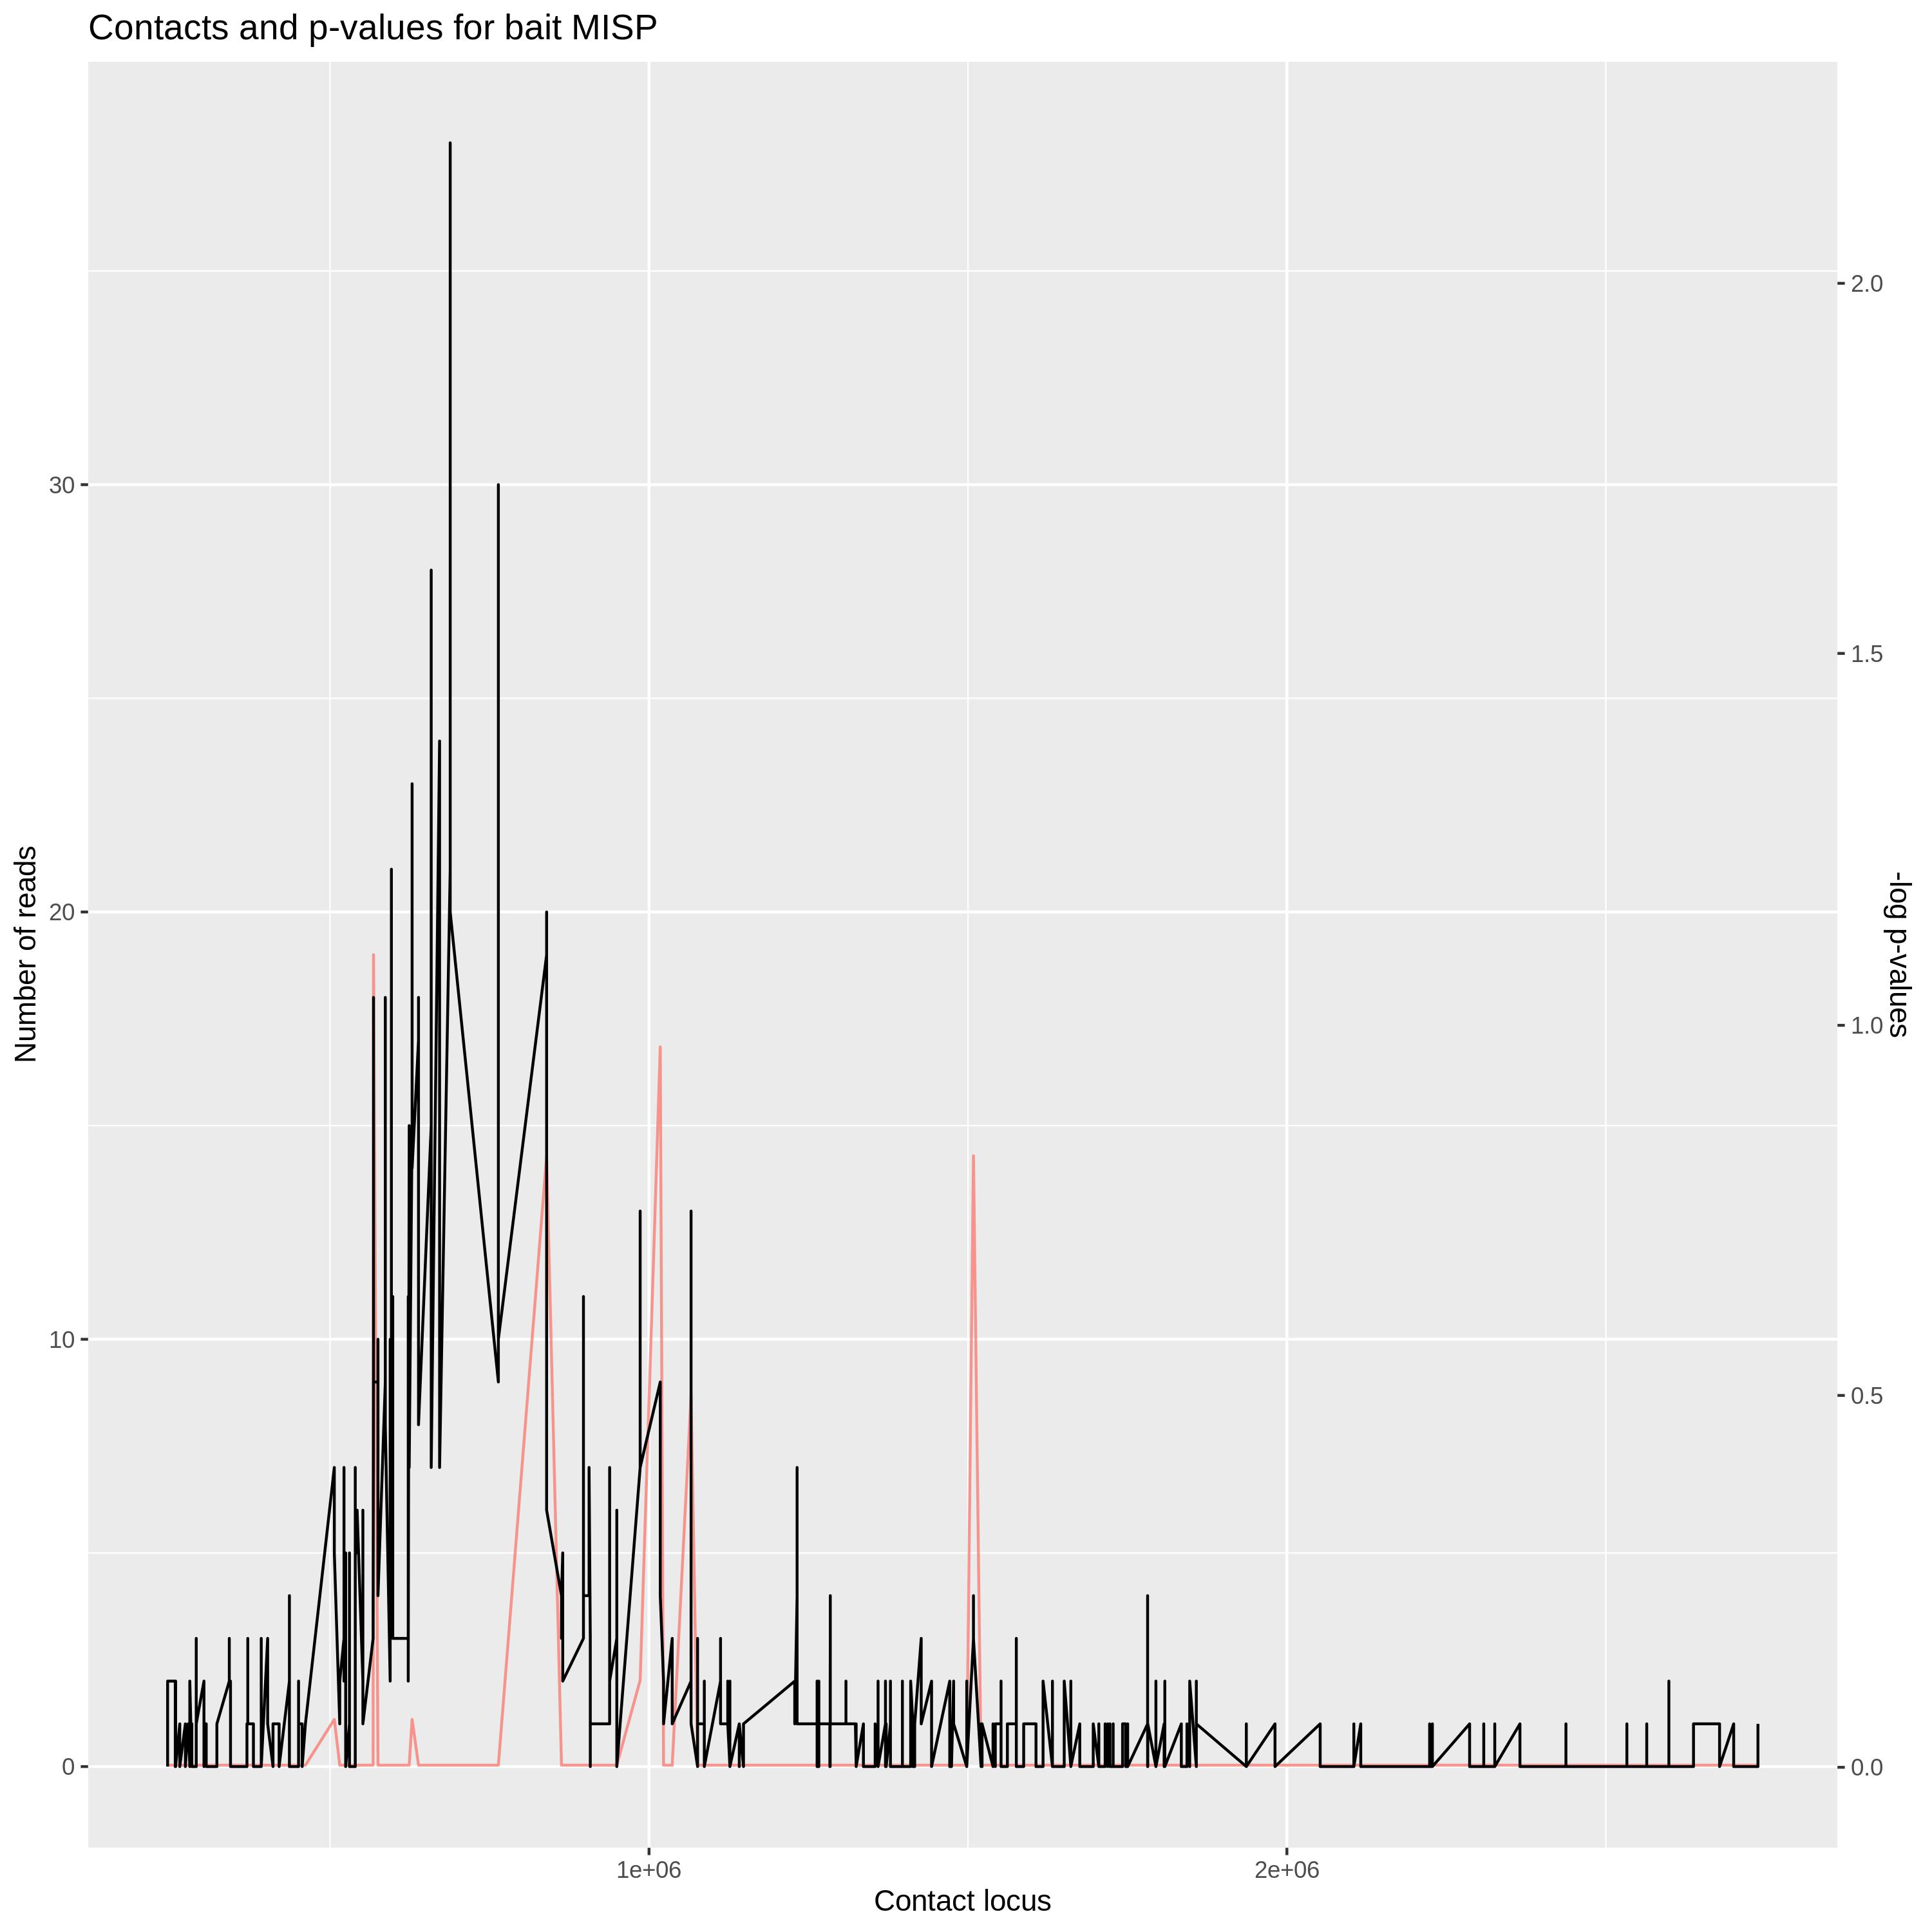 Contacts and p-values for bait MISP
30
20
10
0
Number of reads
2.0
1.5
1.0
0.5
0.0
-log p-values
1e+06
2e+06
Contact locus